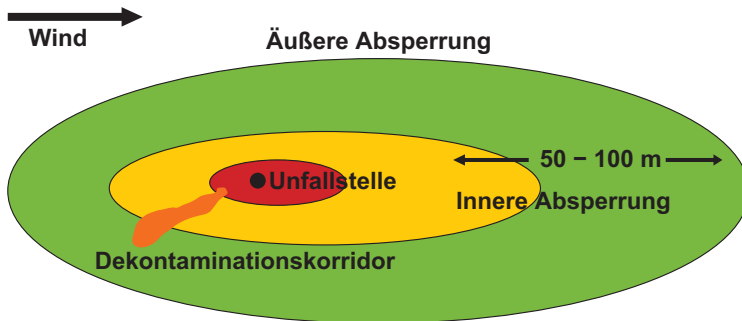 Wind
Äußere Absperrung
50 – 100 m
Unfallstelle
Innere Absperrung
Dekontaminationskorridor